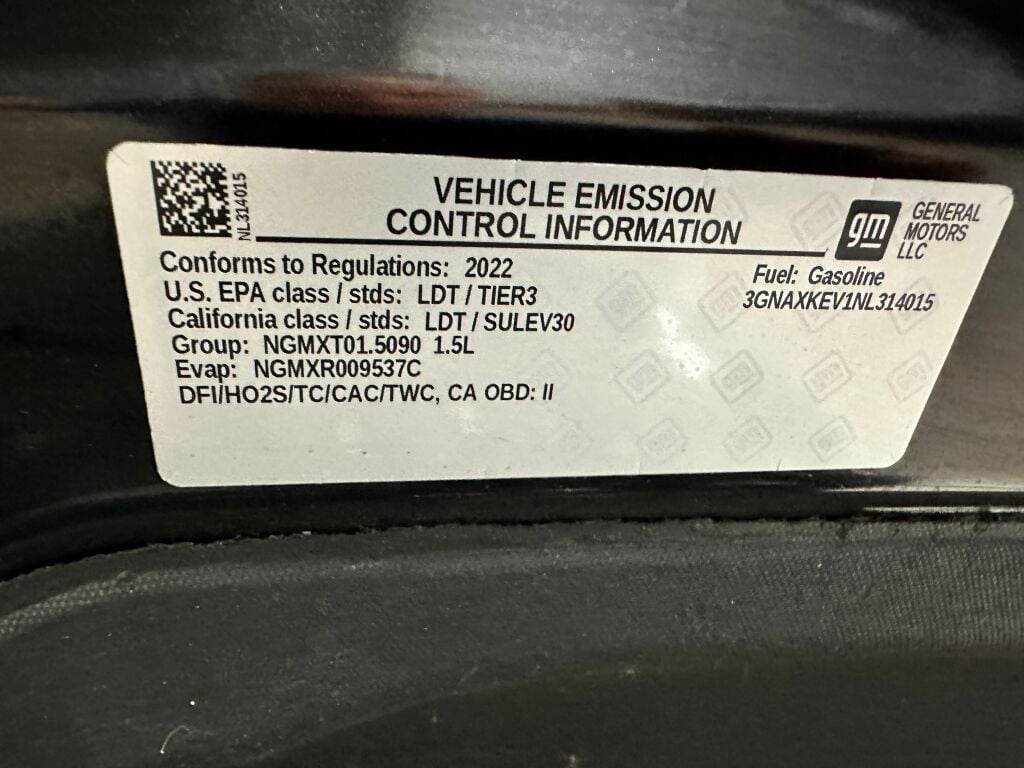 NL314015
VEHICLE EMISSION
CONTROL INFORMATION
gm
GENERAL
MOTORS
LLC
Conforms to Regulations: 2022
U.S. EPA class / stds: LDT / TIER3
California class / stds: LDT / SULEV30
Group: NGMXT01.5090 1.5L
Evap: NGMXR009537C
DFI/HO2S/TC/CAC/TWC, CA OBD: II
Fuel: Gasoline
3GNAXKEV1NL314015